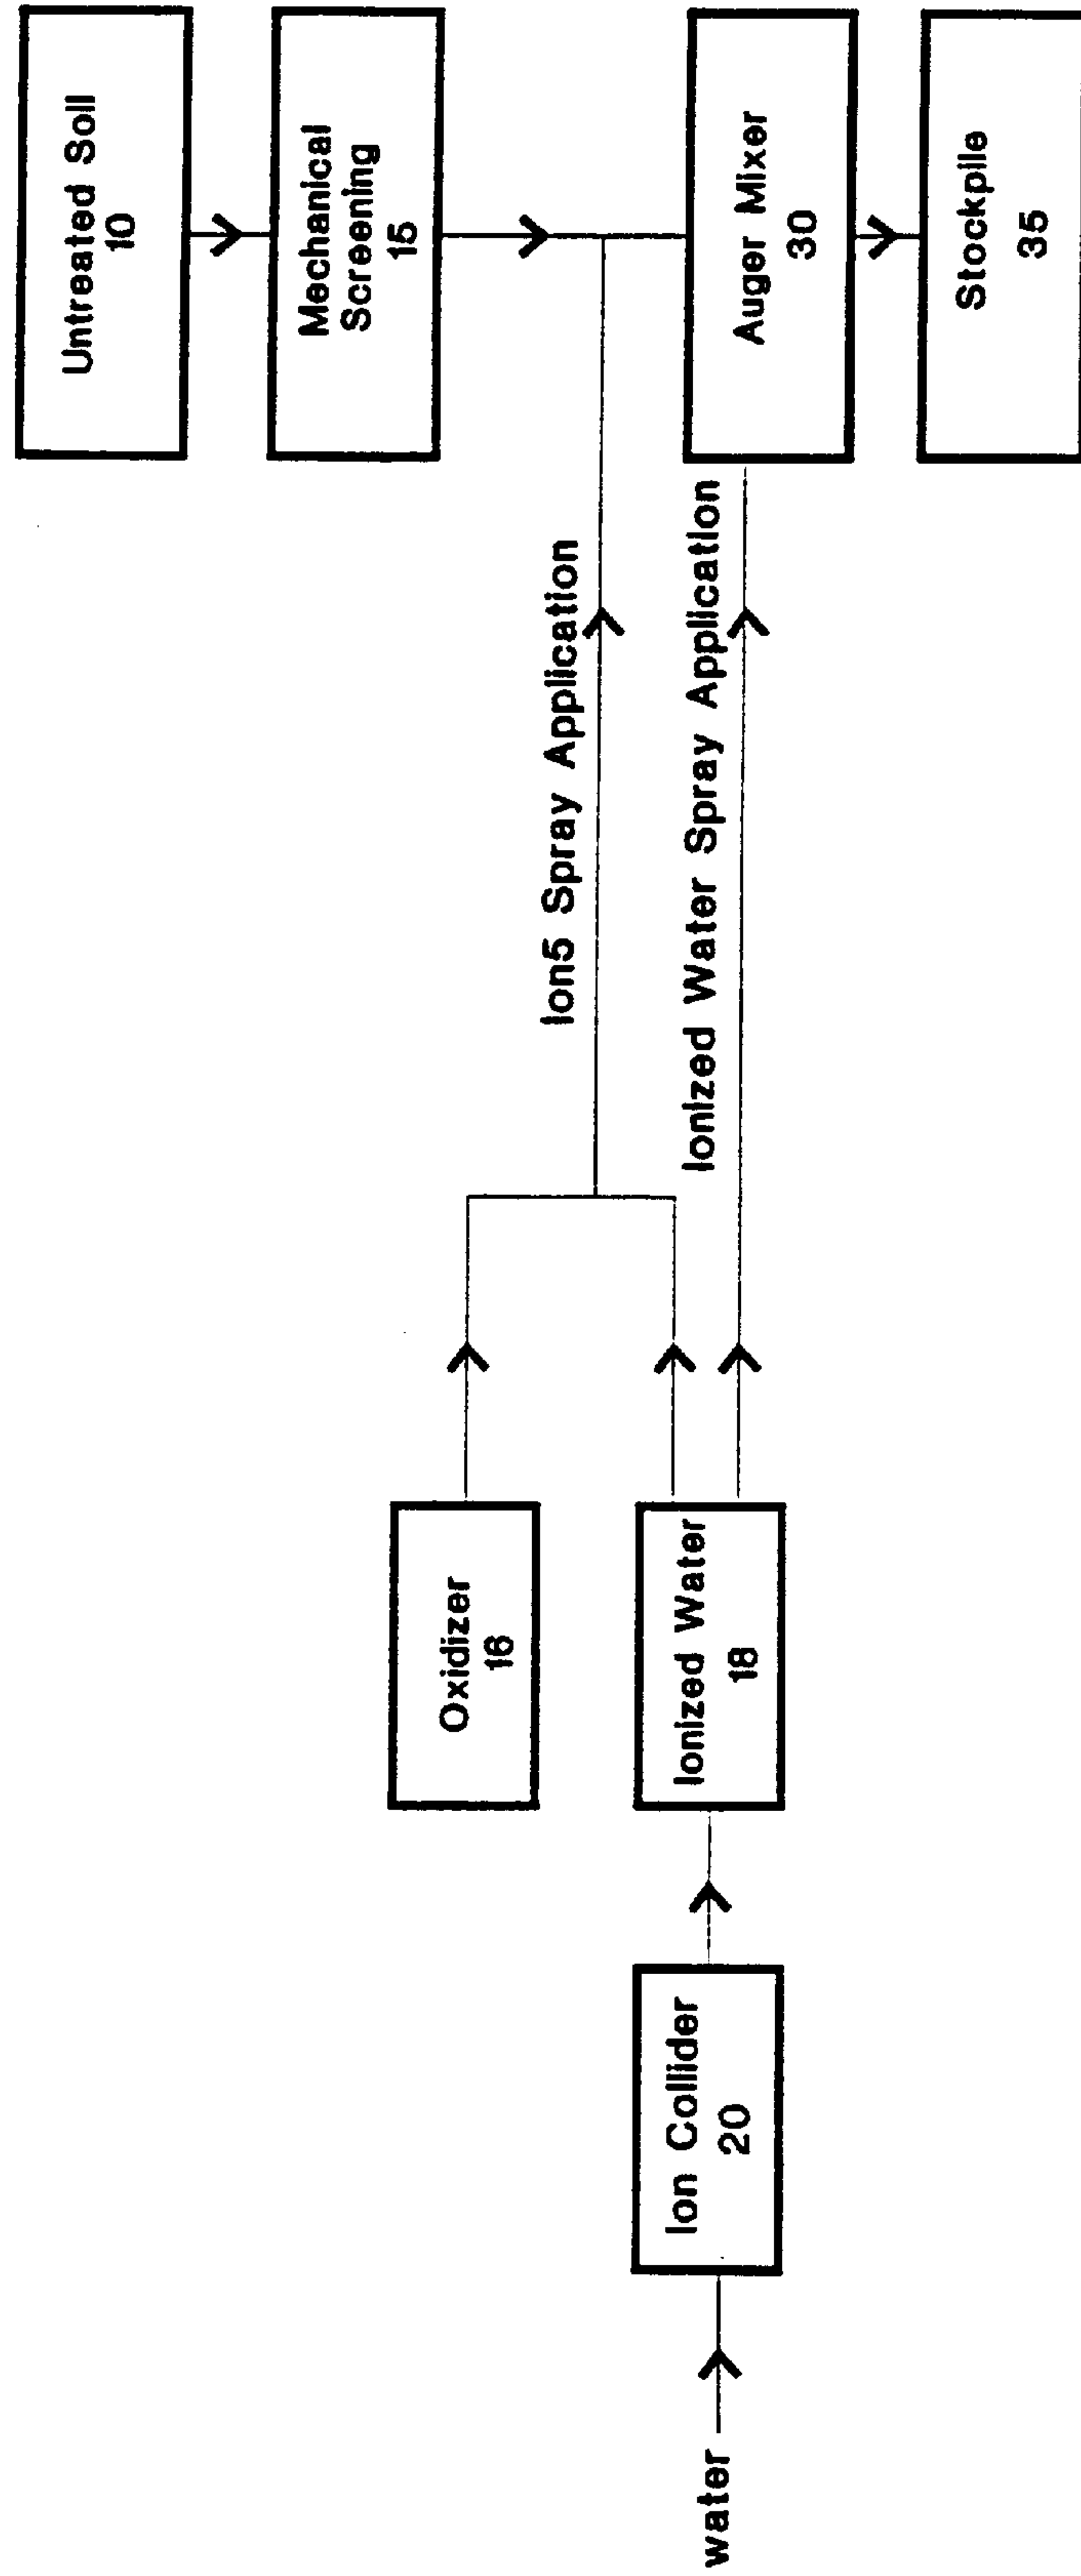 Untreated Soil
10
Mechanical
Screening
15
Ion5 Spray Application
Ionized Water Spray Application
Auger Mixer
30
Stockpile
35
Oxidizer
16
Ionized Water
18
Ion Collider
20
water